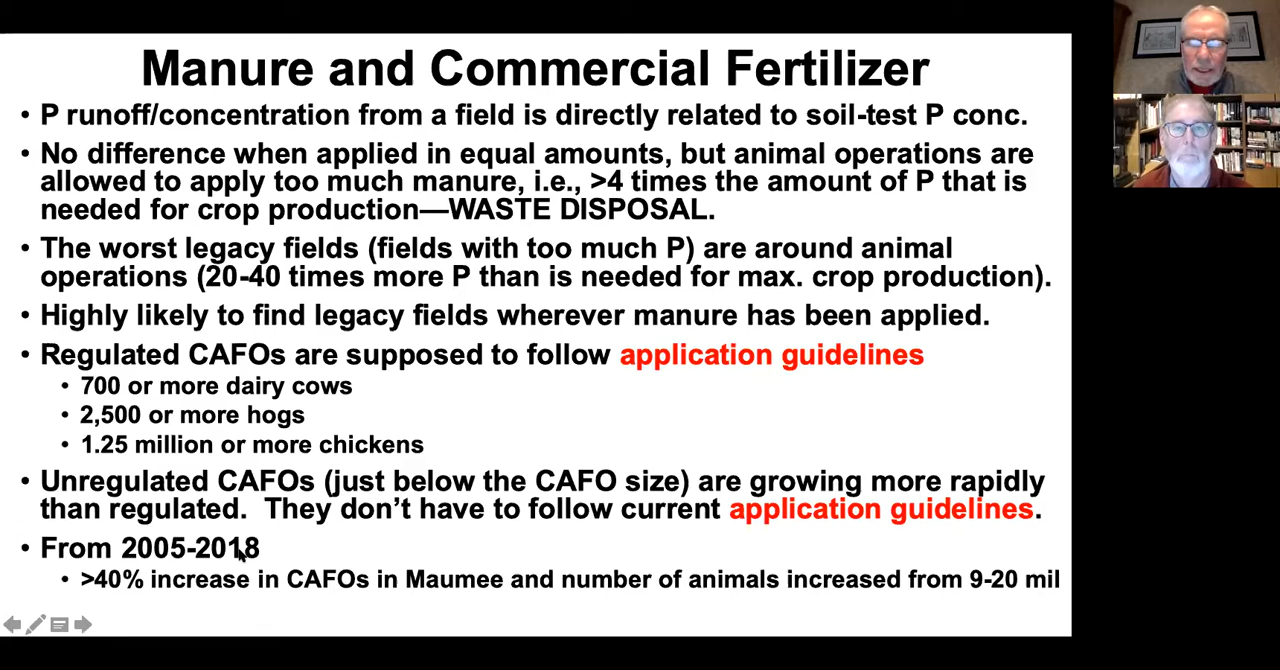 Manure and Commercial Fertilizer
• P runoff/concentration from a field is directly related to soil-test P conc.
• No difference when applied in equal amounts, but animal operations are
allowed to apply too much manure, i.e., >4 times the amount of P that is
needed for crop production—WASTE DISPOSAL.
• The worst legacy fields (fields with too much P) are around animal
operations (20-40 times more P than is needed for max. crop production).
• Highly likely to find legacy fields wherever manure has been applied.
• Regulated CAFOs are supposed to follow application guidelines
• 700 or more dairy cows
• 2,500 or more hogs
• 1.25 million or more chickens
• Unregulated CAFOs (just below the CAFO size) are growing more rapidly
than regulated. They don’t have to follow current application guidelines.
• From 2005-2018
• >40% increase in CAFOs in Maumee and number of animals increased from 9-20 mil